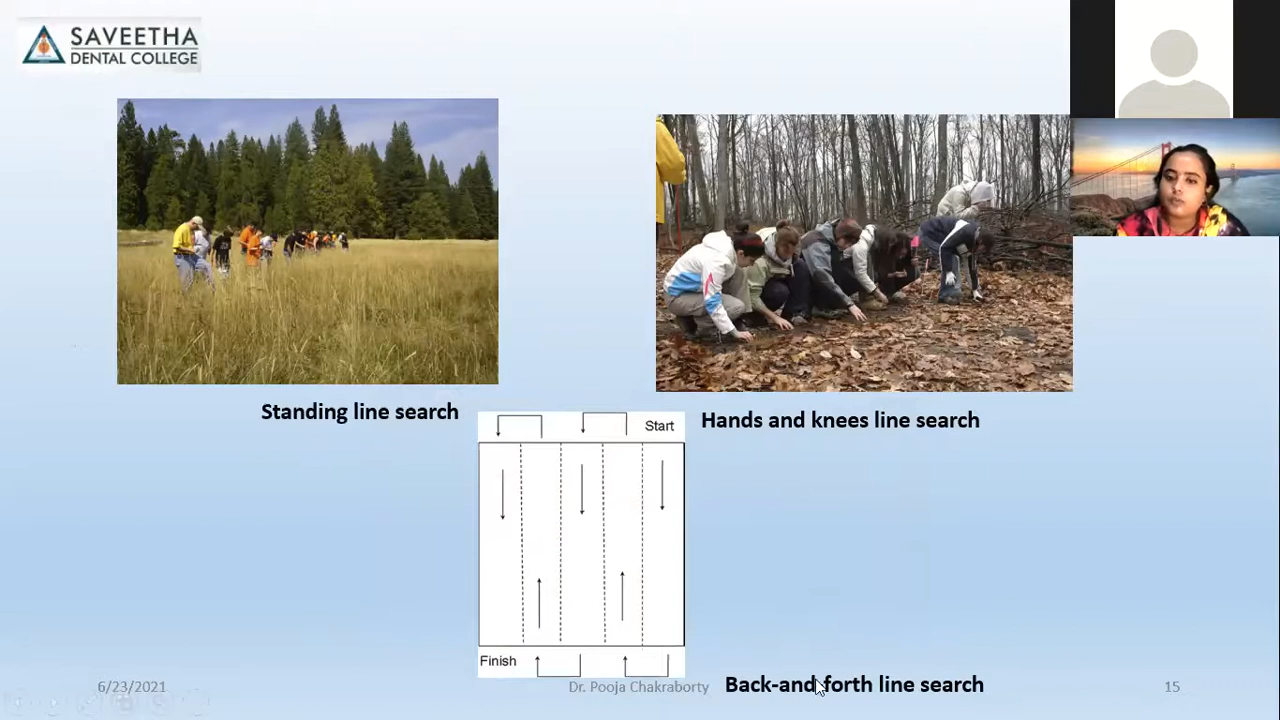 SAVEETHA
DENTAL COLLEGE
Standing line search
Hands and knees line search
Start
Finish
6/23/2021
Dr. Pooja Chakraborty
Back-and-forth line search
15